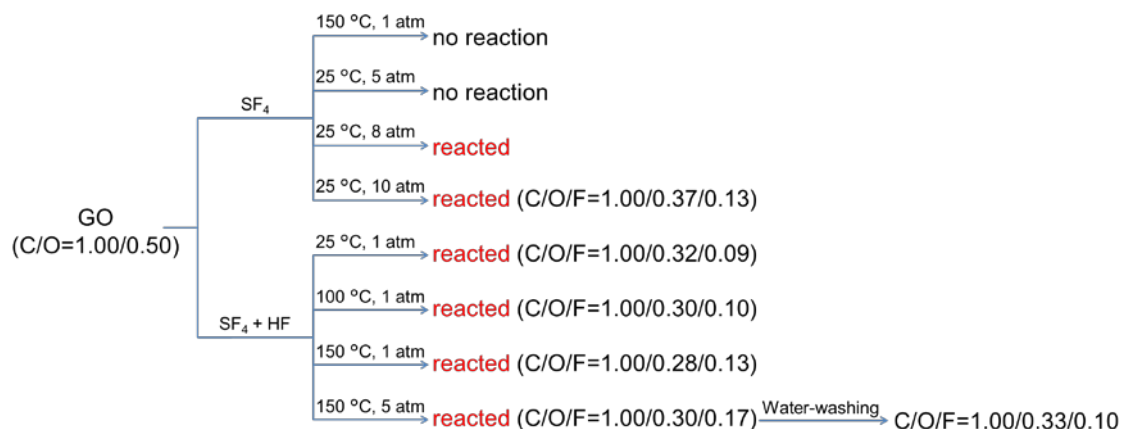 150 °C, 1 atm
no reaction
25 °C, 5 atm
no reaction
SF₄
25 °C, 8 atm
reacted
25 °C, 10 atm
reacted (C/O/F=1.00/0.37/0.13)
GO
(C/O=1.00/0.50)
25 °C, 1 atm
reacted (C/O/F=1.00/0.32/0.09)
100 °C, 1 atm
reacted (C/O/F=1.00/0.30/0.10)
SF₄ + HF
150 °C, 1 atm
reacted (C/O/F=1.00/0.28/0.13)
150 °C, 5 atm
reacted (C/O/F=1.00/0.30/0.17)
Water-washing
C/O/F=1.00/0.33/0.10